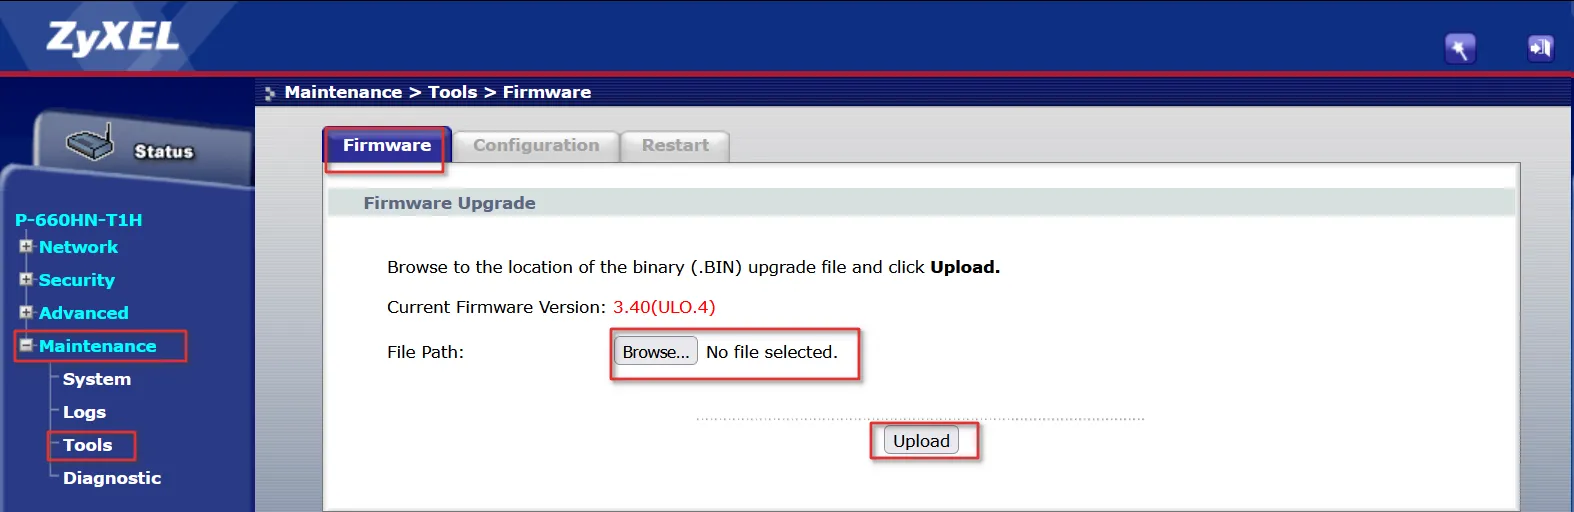 ZyXEL
Maintenance > Tools > Firmware
Status
Firmware Configuration Restart
Firmware Upgrade
P-660HN-T1H
Network
Security
Advanced
Maintenance
System
Logs
Tools
Diagnostic
Browse to the location of the binary (.BIN) upgrade file and click Upload.
Current Firmware Version: 3.40(ULO.4)
File Path: Browse... No file selected.
Upload